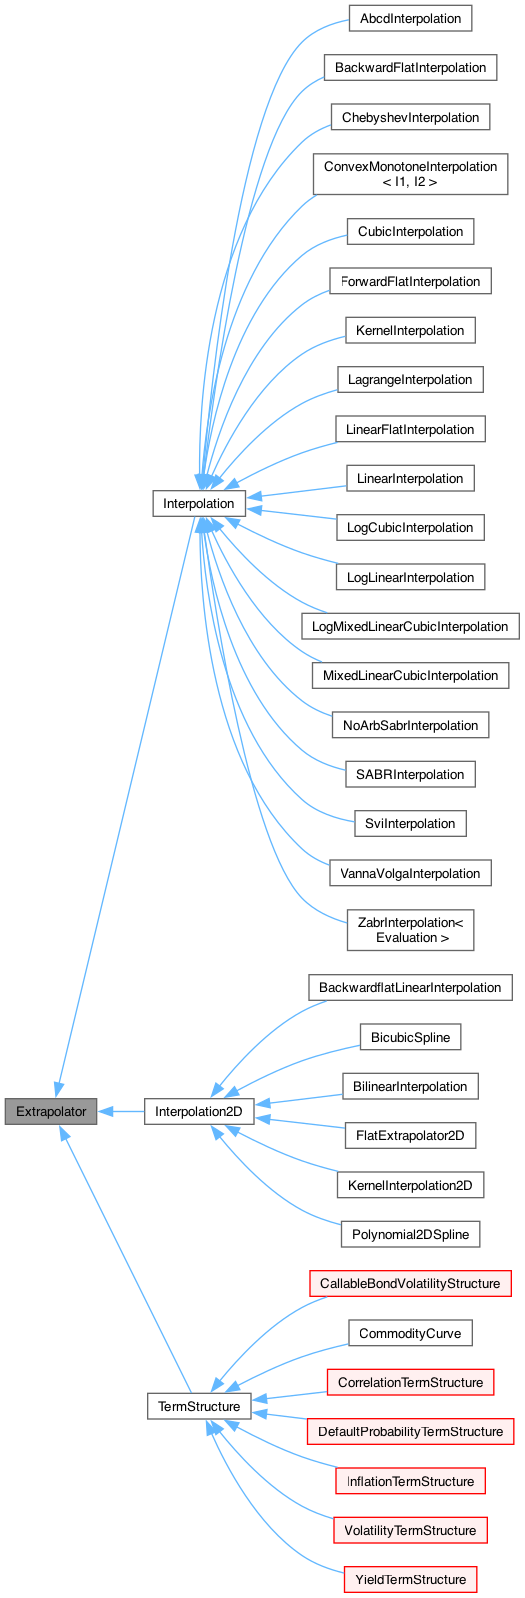 AbcdInterpolation
BackwardFlatInterpolation
ChebyshevInterpolation
ConvexMonotoneInterpolation
< I1, I2 >
CubicInterpolation
ForwardFlatInterpolation
KernelInterpolation
LagrangeInterpolation
LinearFlatInterpolation
LinearInterpolation
Interpolation
LogCubicInterpolation
LogLinearInterpolation
LogMixedLinearCubicInterpolation
MixedLinearCubicInterpolation
NoArbSabrInterpolation
SABRInterpolation
SviInterpolation
VannaVolgaInterpolation
ZabrInterpolation<
Evaluation >
BackwardflatLinearInterpolation
BicubicSpline
BilinearInterpolation
Extrapolator
Interpolation2D
FlatExtrapolator2D
KernelInterpolation2D
Polynomial2DSpline
CallableBondVolatilityStructure
CommodityCurve
CorrelationTermStructure
TermStructure
DefaultProbabilityTermStructure
InflationTermStructure
VolatilityTermStructure
YieldTermStructure